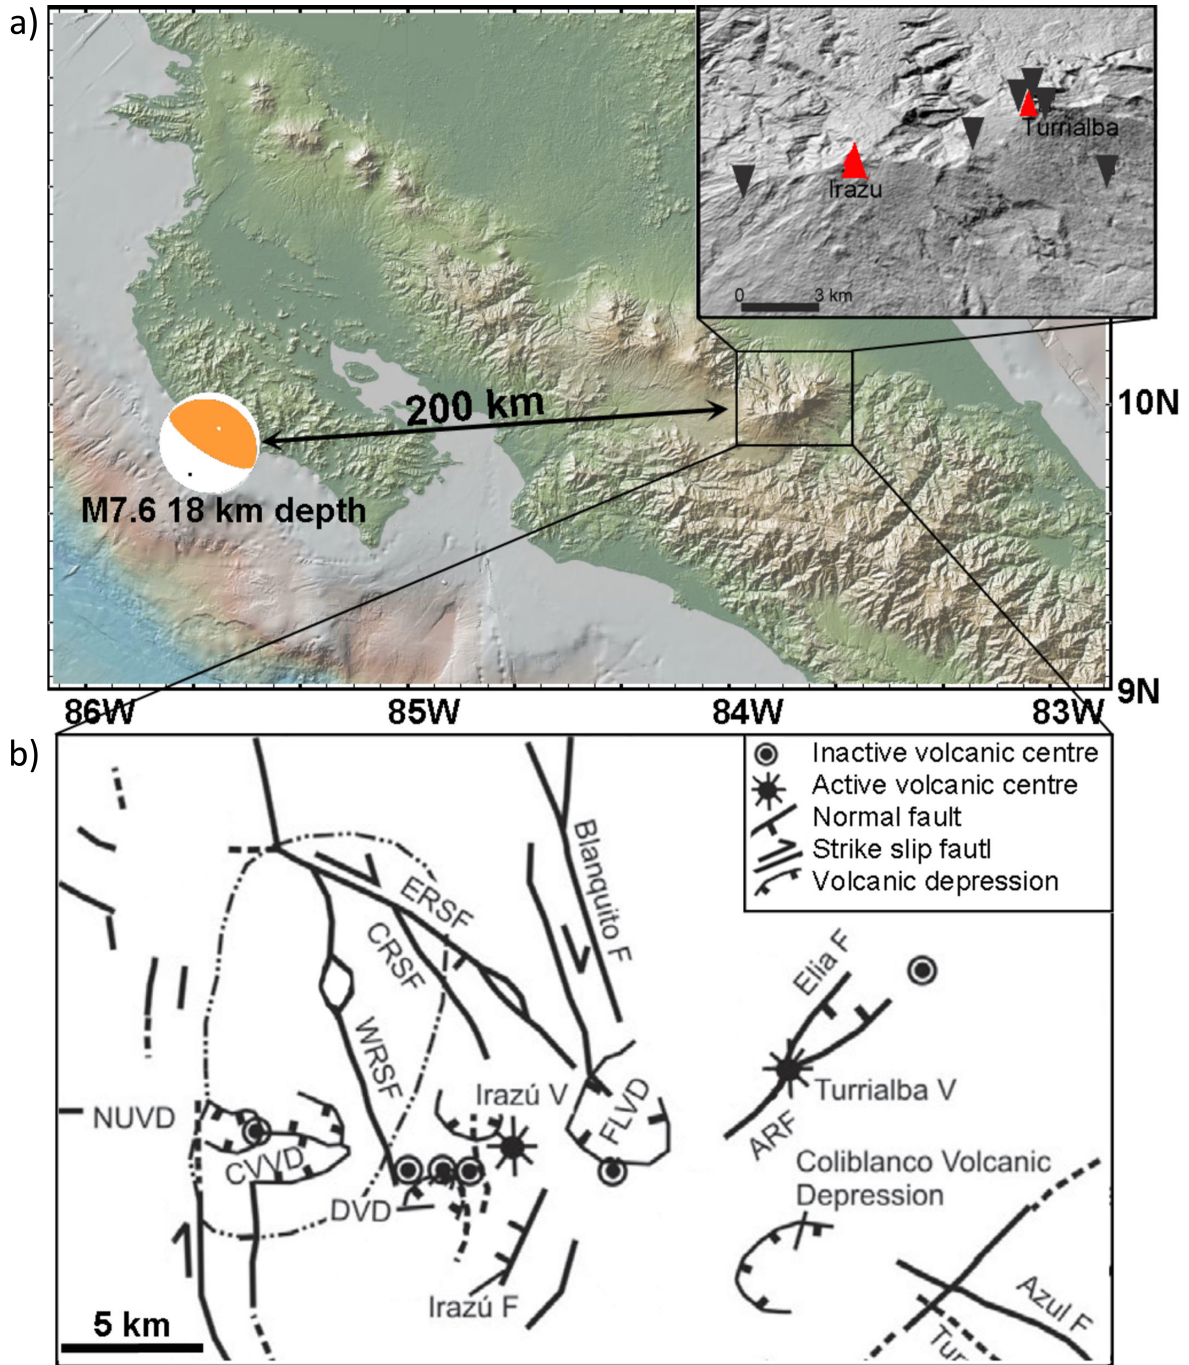 a)
Turrialba
Irazu
0 3 km
200 km
10N
M7.6 18 km depth
9N
86W 85W 84W 83W
b)
Inactive volcanic centre
Active volcanic centre
Normal fault
Strike slip fautl
Volcanic depression
Blanquito F
ERSF
CRSF
Elia F
WRSF
Irazú V
Turrialba V
FLVD
NUVD
ARF
CVVD
Coliblanco Volcanic
Depression
DVD
Irazú F
Azul F
5 km
Tur